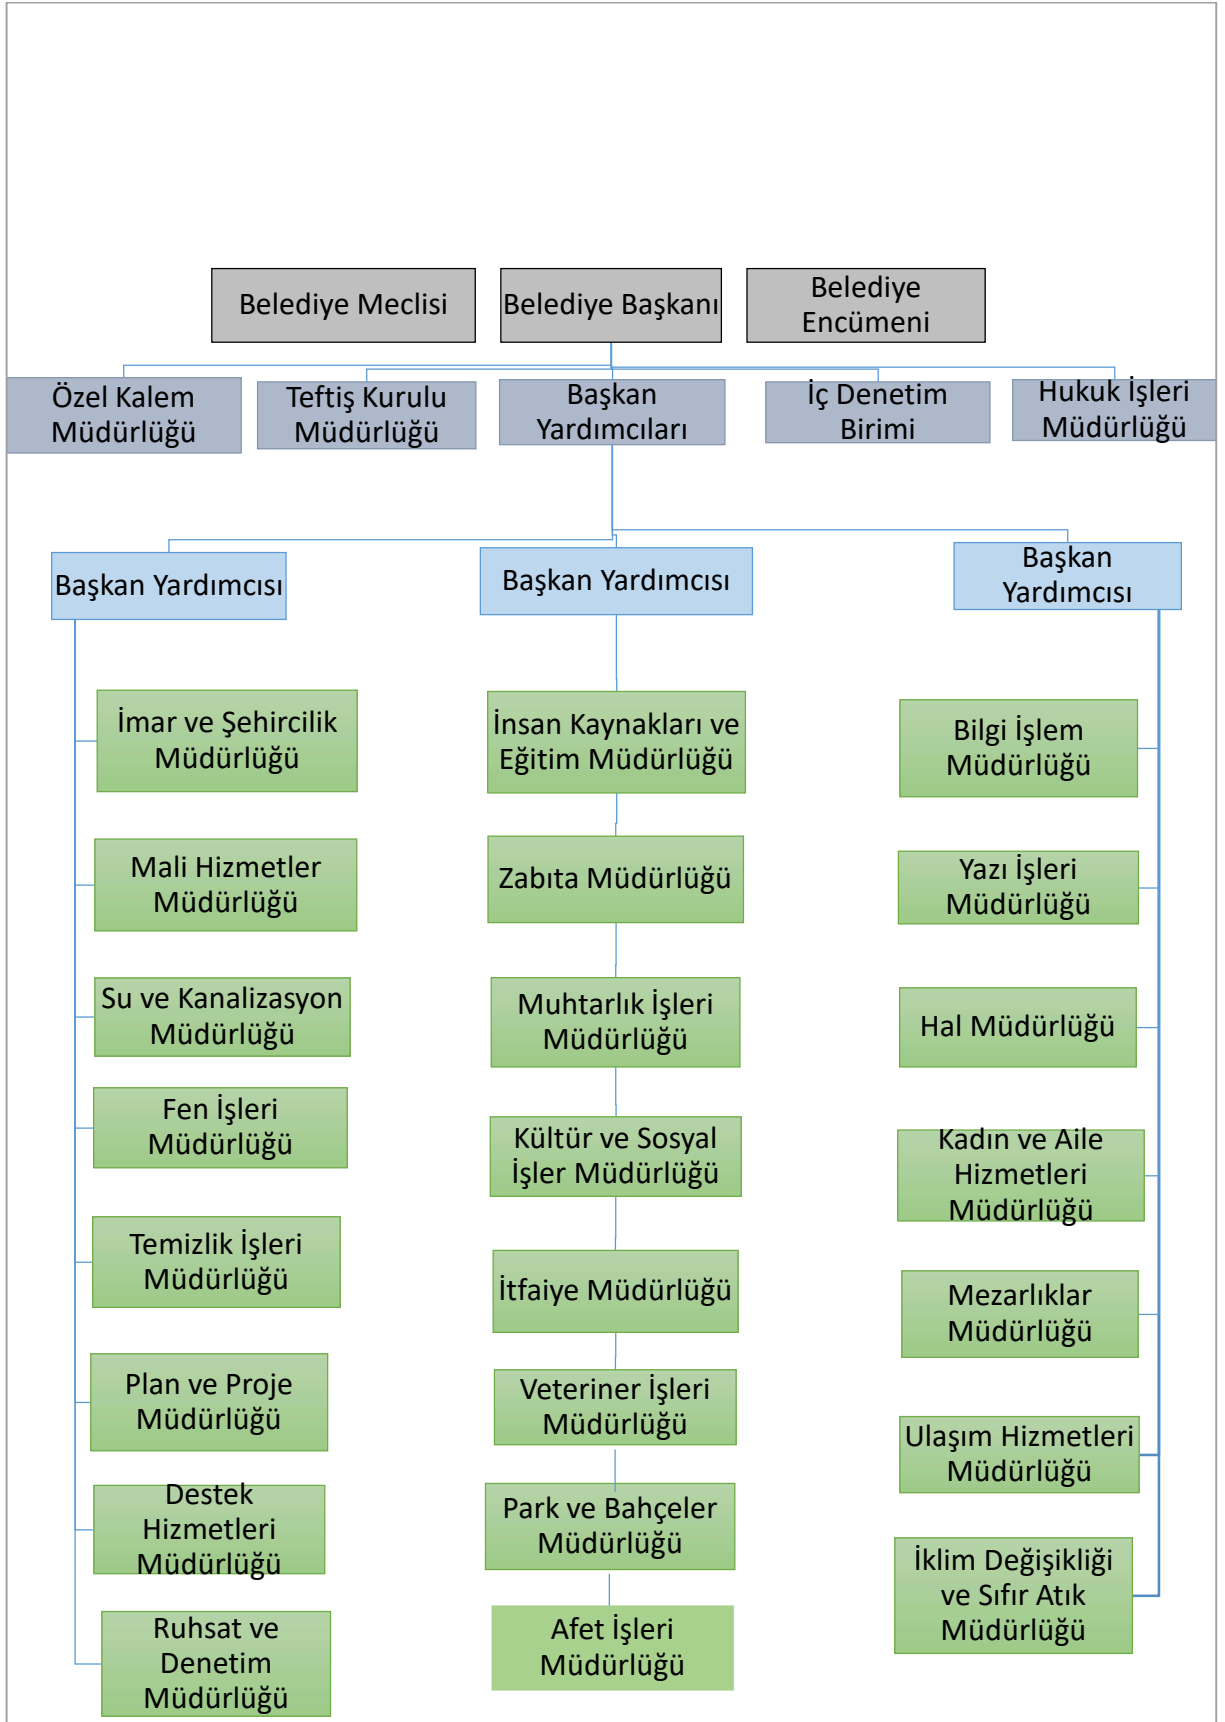 Belediye Meclisi
Belediye Başkanı
Belediye
Encümeni
Özel Kalem
Müdürlüğü
Teftiş Kurulu
Müdürlüğü
Başkan
Yardımcıları
İç Denetim
Birimi
Hukuk İşleri
Müdürlüğü
Başkan Yardımcısı
Başkan Yardımcısı
Başkan
Yardımcısı
İmar ve Şehircilik
Müdürlüğü
Mali Hizmetler
Müdürlüğü
Su ve Kanalizasyon
Müdürlüğü
Fen İşleri
Müdürlüğü
Temizlik İşleri
Müdürlüğü
Plan ve Proje
Müdürlüğü
Destek
Hizmetleri
Müdürlüğü
Ruhsat ve
Denetim
Müdürlüğü
İnsan Kaynakları ve
Eğitim Müdürlüğü
Zabıta Müdürlüğü
Muhtarlık İşleri
Müdürlüğü
Kültür ve Sosyal
İşler Müdürlüğü
İtfaiye Müdürlüğü
Veteriner İşleri
Müdürlüğü
Park ve Bahçeler
Müdürlüğü
Afet İşleri
Müdürlüğü
Bilgi İşlem
Müdürlüğü
Yazı İşleri
Müdürlüğü
Hal Müdürlüğü
Kadın ve Aile
Hizmetleri
Müdürlüğü
Mezarlıklar
Müdürlüğü
Ulaşım Hizmetleri
Müdürlüğü
İklim Değişikliği
ve Sıfır Atık
Müdürlüğü